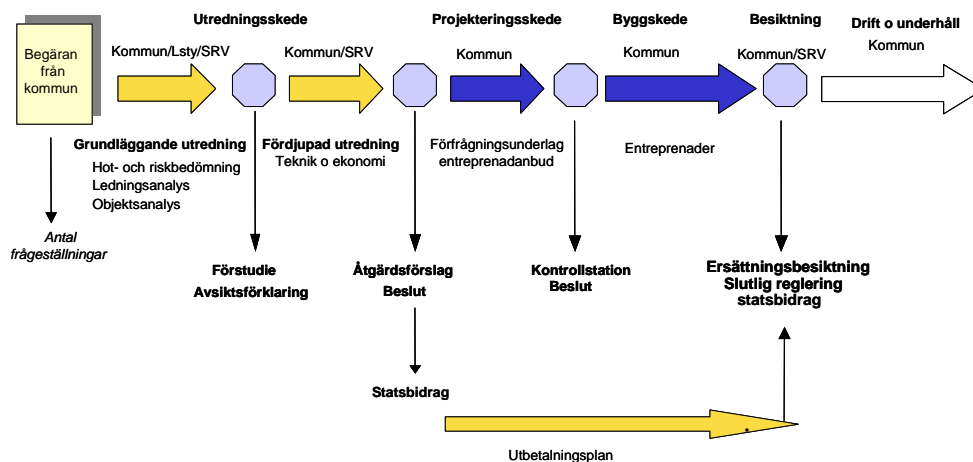 Utredningsskede
Projekteringsskede
Byggskede
Besiktning
Drift o underhåll
Kommun
Begäran
från
kommun
Kommun/Lsty/SRV
Kommun/SRV
Kommun
Kommun
Kommun/SRV
Grundläggande utredning
Hot- och riskbedömning
Ledningsanalys
Objektsanalys
Fördjupad utredning
Teknik o ekonomi
Förfrågningsunderlag
entreprenadanbud
Entreprenader
Antal
frågeställningar
Förstudie
Avsiktsförklaring
Åtgärdsförslag
Beslut
Kontrollstation
Beslut
Ersättningsbesiktning
Slutlig reglering
statsbidrag
Statsbidrag
Utbetalningsplan